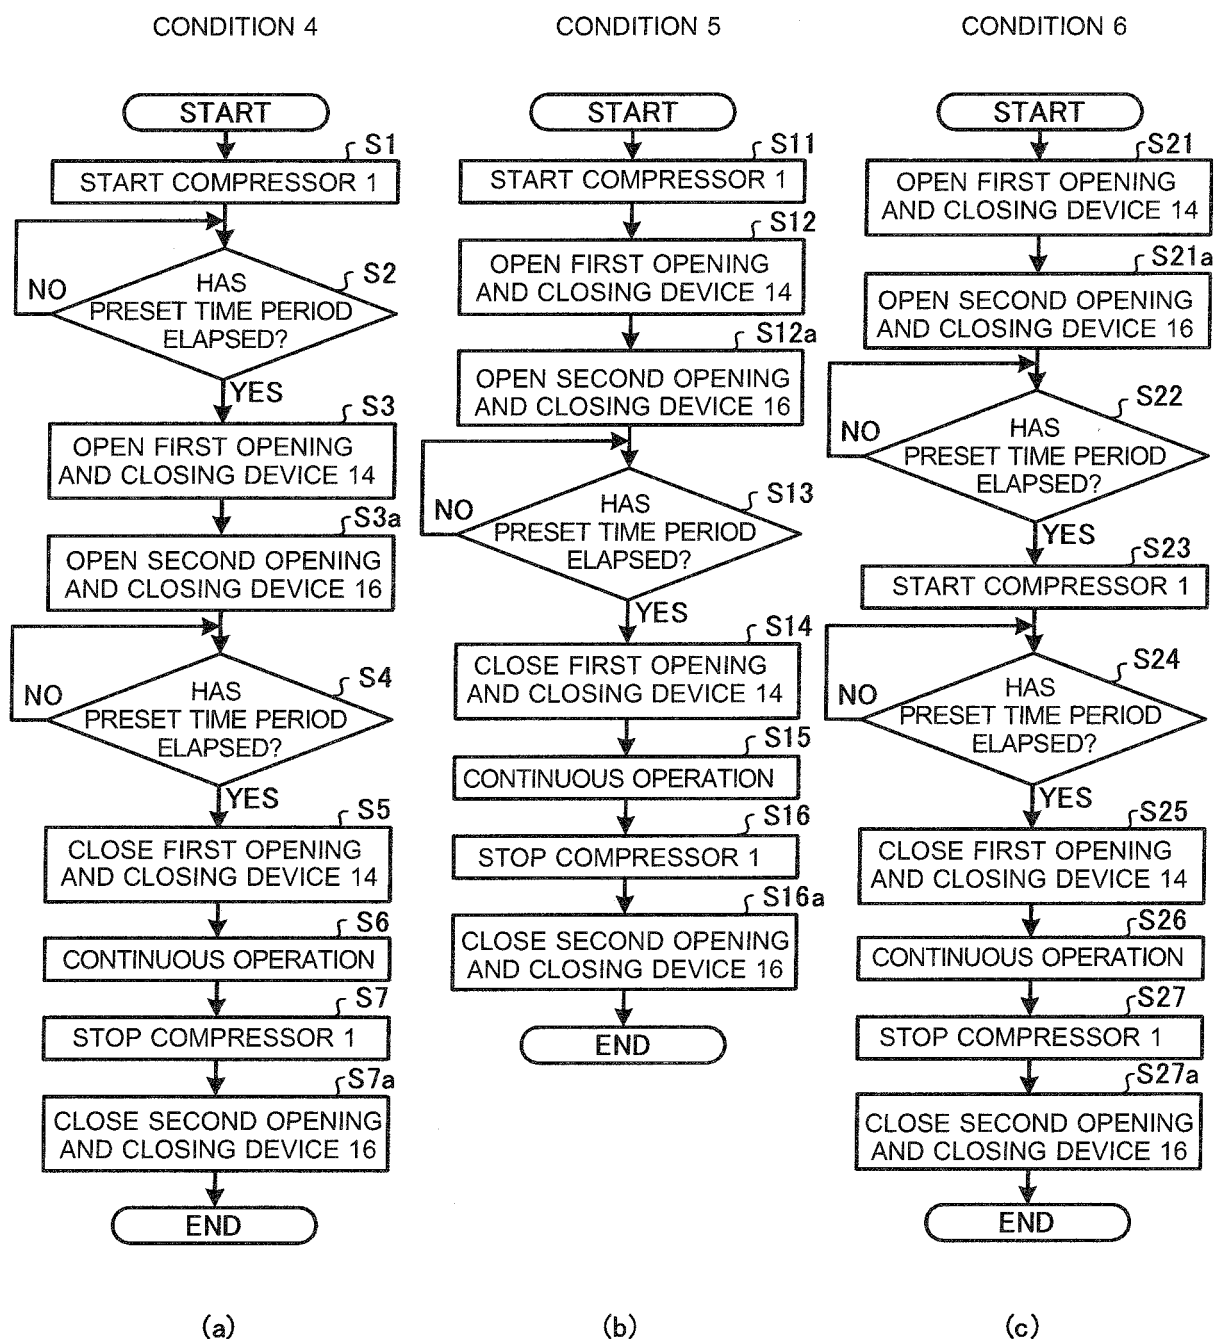 CONDITION 4
START
S1
START COMPRESSOR 1
S2
HAS
PRESET TIME PERIOD
ELAPSED?
NO
YES
S3
OPEN FIRST OPENING
AND CLOSING DEVICE 14
S3a
OPEN SECOND OPENING
AND CLOSING DEVICE 16
S4
HAS
PRESET TIME PERIOD
ELAPSED?
NO
YES
S5
CLOSE FIRST OPENING
AND CLOSING DEVICE 14
S6
CONTINUOUS OPERATION
S7
STOP COMPRESSOR 1
S7a
CLOSE SECOND OPENING
AND CLOSING DEVICE 16
END
(a)
CONDITION 5
START
S11
START COMPRESSOR 1
S12
OPEN FIRST OPENING
AND CLOSING DEVICE 14
S12a
OPEN SECOND OPENING
AND CLOSING DEVICE 16
S13
HAS
PRESET TIME PERIOD
ELAPSED?
NO
YES
S14
CLOSE FIRST OPENING
AND CLOSING DEVICE 14
S15
CONTINUOUS OPERATION
S16
STOP COMPRESSOR 1
S16a
CLOSE SECOND OPENING
AND CLOSING DEVICE 16
END
(b)
CONDITION 6
START
S21
OPEN FIRST OPENING
AND CLOSING DEVICE 14
S21a
OPEN SECOND OPENING
AND CLOSING DEVICE 16
S22
HAS
PRESET TIME PERIOD
ELAPSED?
NO
YES
S23
START COMPRESSOR 1
S24
HAS
PRESET TIME PERIOD
ELAPSED?
NO
YES
S25
CLOSE FIRST OPENING
AND CLOSING DEVICE 14
S26
CONTINUOUS OPERATION
S27
STOP COMPRESSOR 1
S27a
CLOSE SECOND OPENING
AND CLOSING DEVICE 16
END
(c)